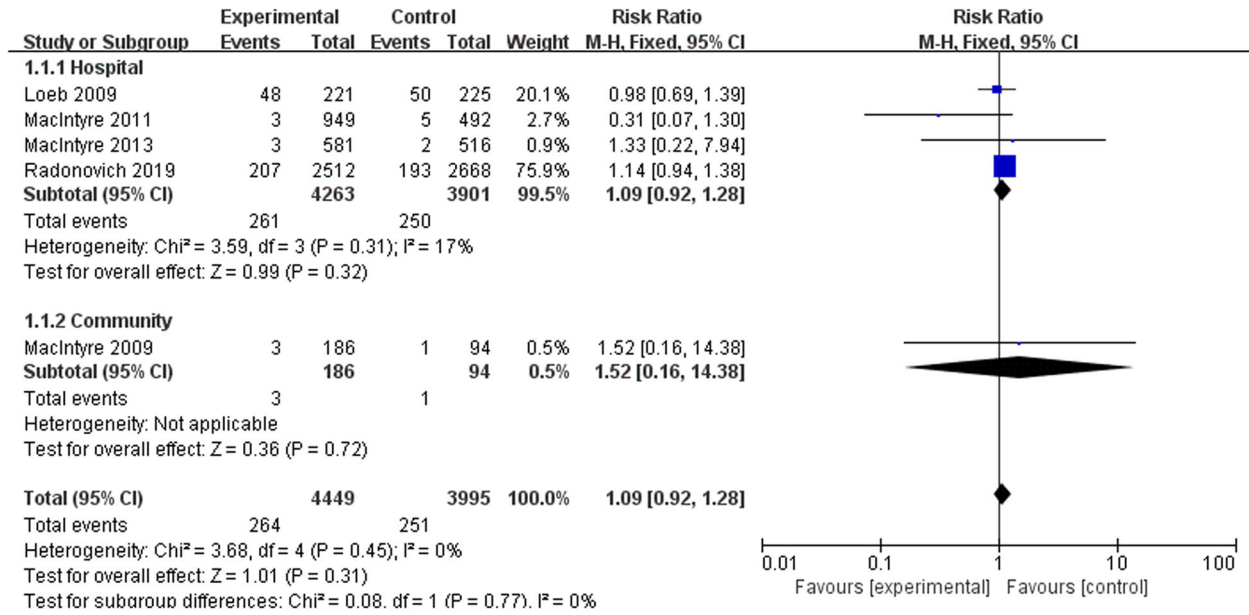 Experimental Control Risk Ratio Risk Ratio
Study or Subgroup Events Total Events Total Weight M-H, Fixed, 95% CI M-H, Fixed, 95% CI
1.1.1 Hospital
Loeb 2009 48 221 50 225 20.1% 0.98 [0.69, 1.39]
MacIntyre 2011 3 949 5 492 2.7% 0.31 [0.07, 1.30]
MacIntyre 2013 3 581 2 516 0.9% 1.33 [0.22, 7.94]
Radonovich 2019 207 2512 193 2668 75.9% 1.14 [0.94, 1.38]
Subtotal (95% CI) 4263 3901 99.5% 1.09 [0.92, 1.28]
Total events 261 250
Heterogeneity: Chi² = 3.59, df = 3 (P = 0.31); I² = 17%
Test for overall effect: Z = 0.99 (P = 0.32)
1.1.2 Community
MacIntyre 2009 3 186 1 94 0.5% 1.52 [0.16, 14.38]
Subtotal (95% CI) 186 94 0.5% 1.52 [0.16, 14.38]
Total events 3 1
Heterogeneity: Not applicable
Test for overall effect: Z = 0.36 (P = 0.72)
Total (95% CI) 4449 3995 100.0% 1.09 [0.92, 1.28]
Total events 264 251
Heterogeneity: Chi² = 3.68, df = 4 (P = 0.45); I² = 0%
Test for overall effect: Z = 1.01 (P = 0.31)
Test for subgroup differences: Chi² = 0.08, df = 1 (P = 0.77), I² = 0%
0.01 0.1 1 10 100
Favours [experimental] Favours [control]